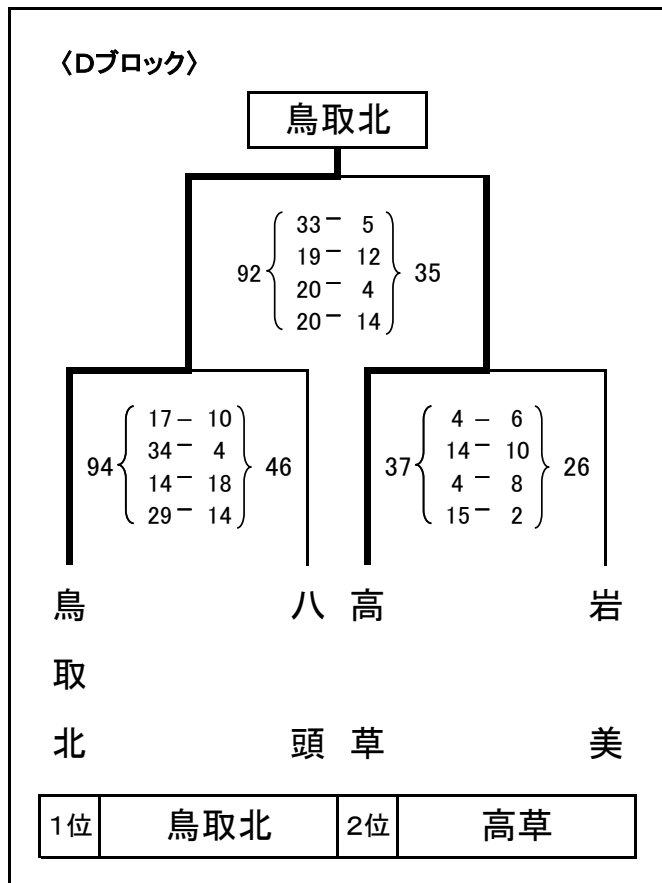 〈Dブロック〉
鳥取北
92 33 － 5 35
19 － 12
20 － 4
20 － 14
94 17 － 10 46
34 － 4
14 － 18
29 － 14
37 4 － 6 26
14 － 10
4 － 8
15 － 2
鳥取北
八頭
高草
岩美
1位 鳥取北 2位 高草